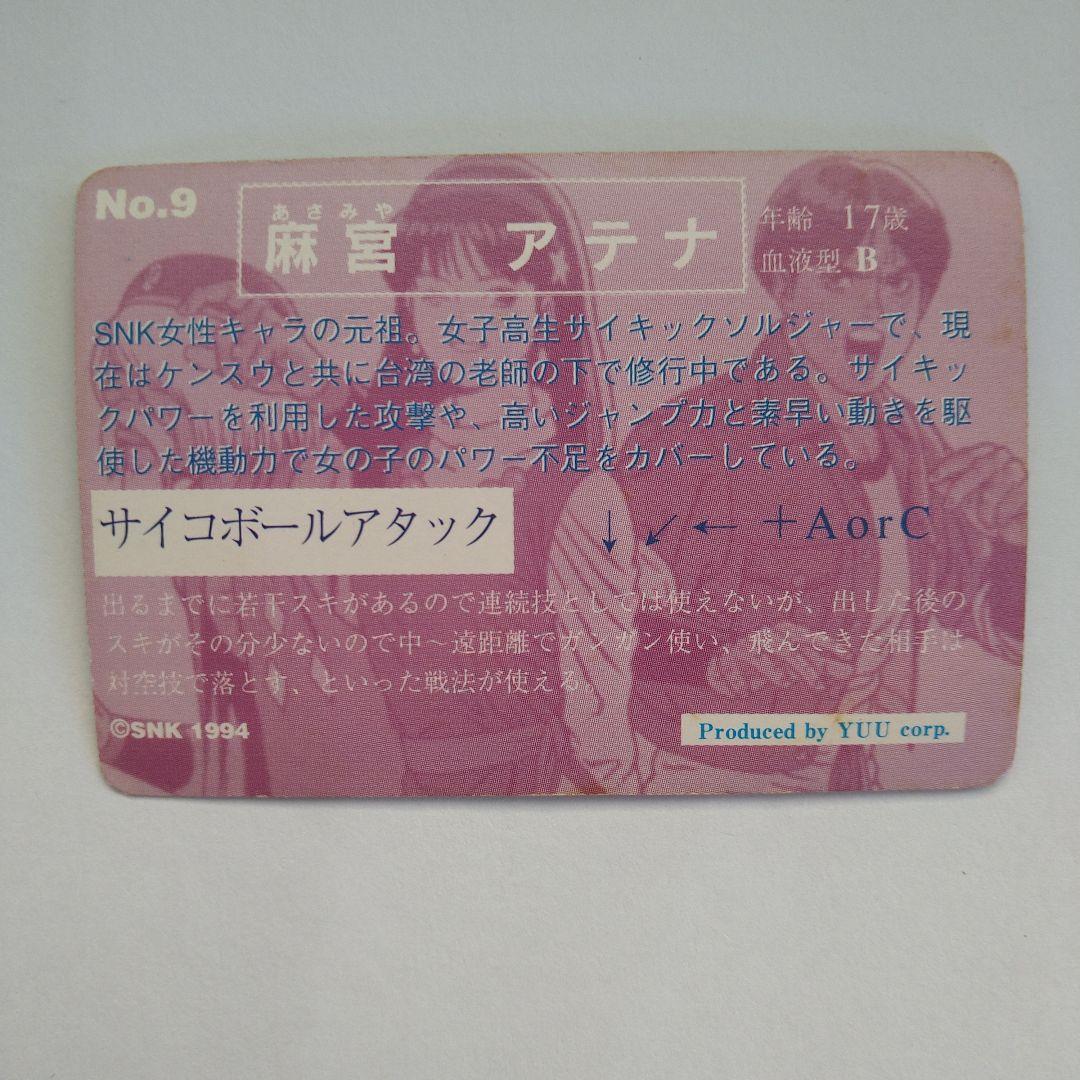 No.9
あさみや
麻宮 アテナ
年齢 17歳
血液型 B
SNK女性キャラの元祖。女子高生サイキックソルジャーで、現
在はケンスウと共に台湾の老師の下で修行中である。サイキッ
クパワーを利用した攻撃や、高いジャンプ力と素早い動きを駆
使した機動力で女の子のパワー不足をカバーしている。
サイコボールアタック ↓↙←+AorC
出るまでに若干スキがあるので連続技としては使えないが、出した後の
スキがその分少ないので中～遠距離でガンガン使い、飛んできた相手は
対空技で落とす、といった戦法が使える。
©SNK 1994
Produced by YUU corp.